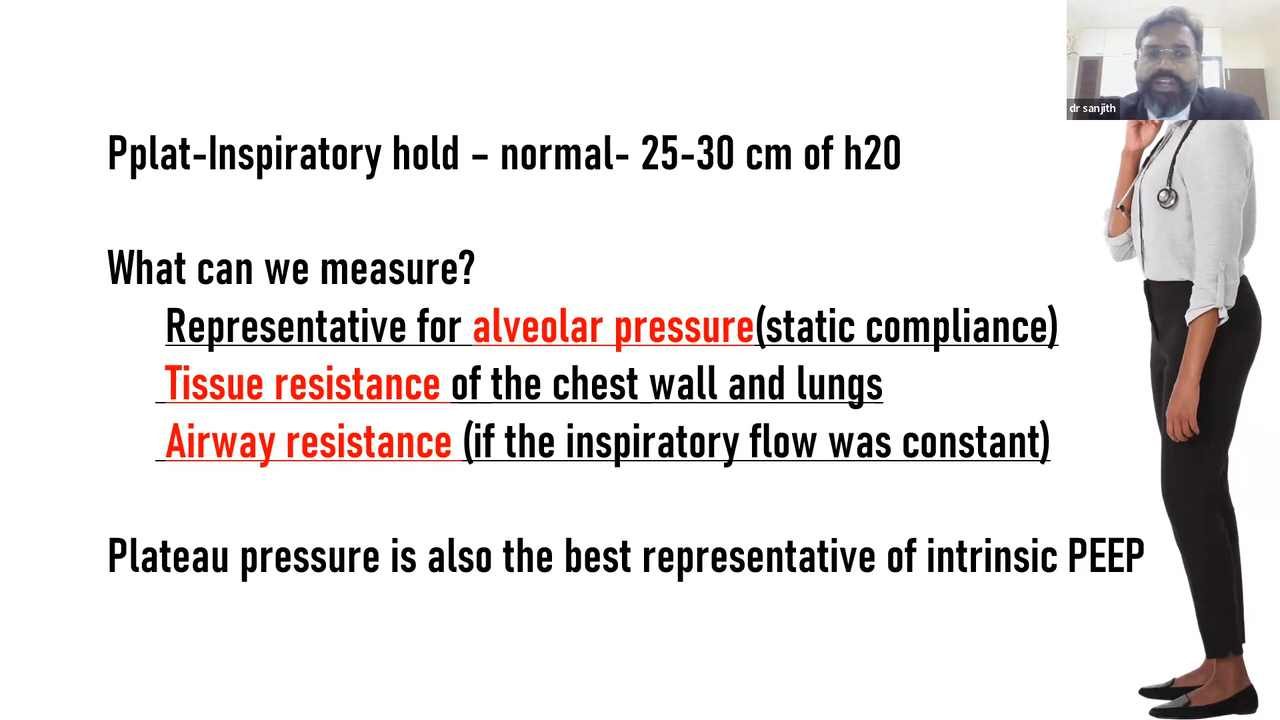 dr sanjith
Pplat-Inspiratory hold – normal- 25-30 cm of h20
What can we measure?
Representative for alveolar pressure(static compliance)
Tissue resistance of the chest wall and lungs
Airway resistance (if the inspiratory flow was constant)
Plateau pressure is also the best representative of intrinsic PEEP